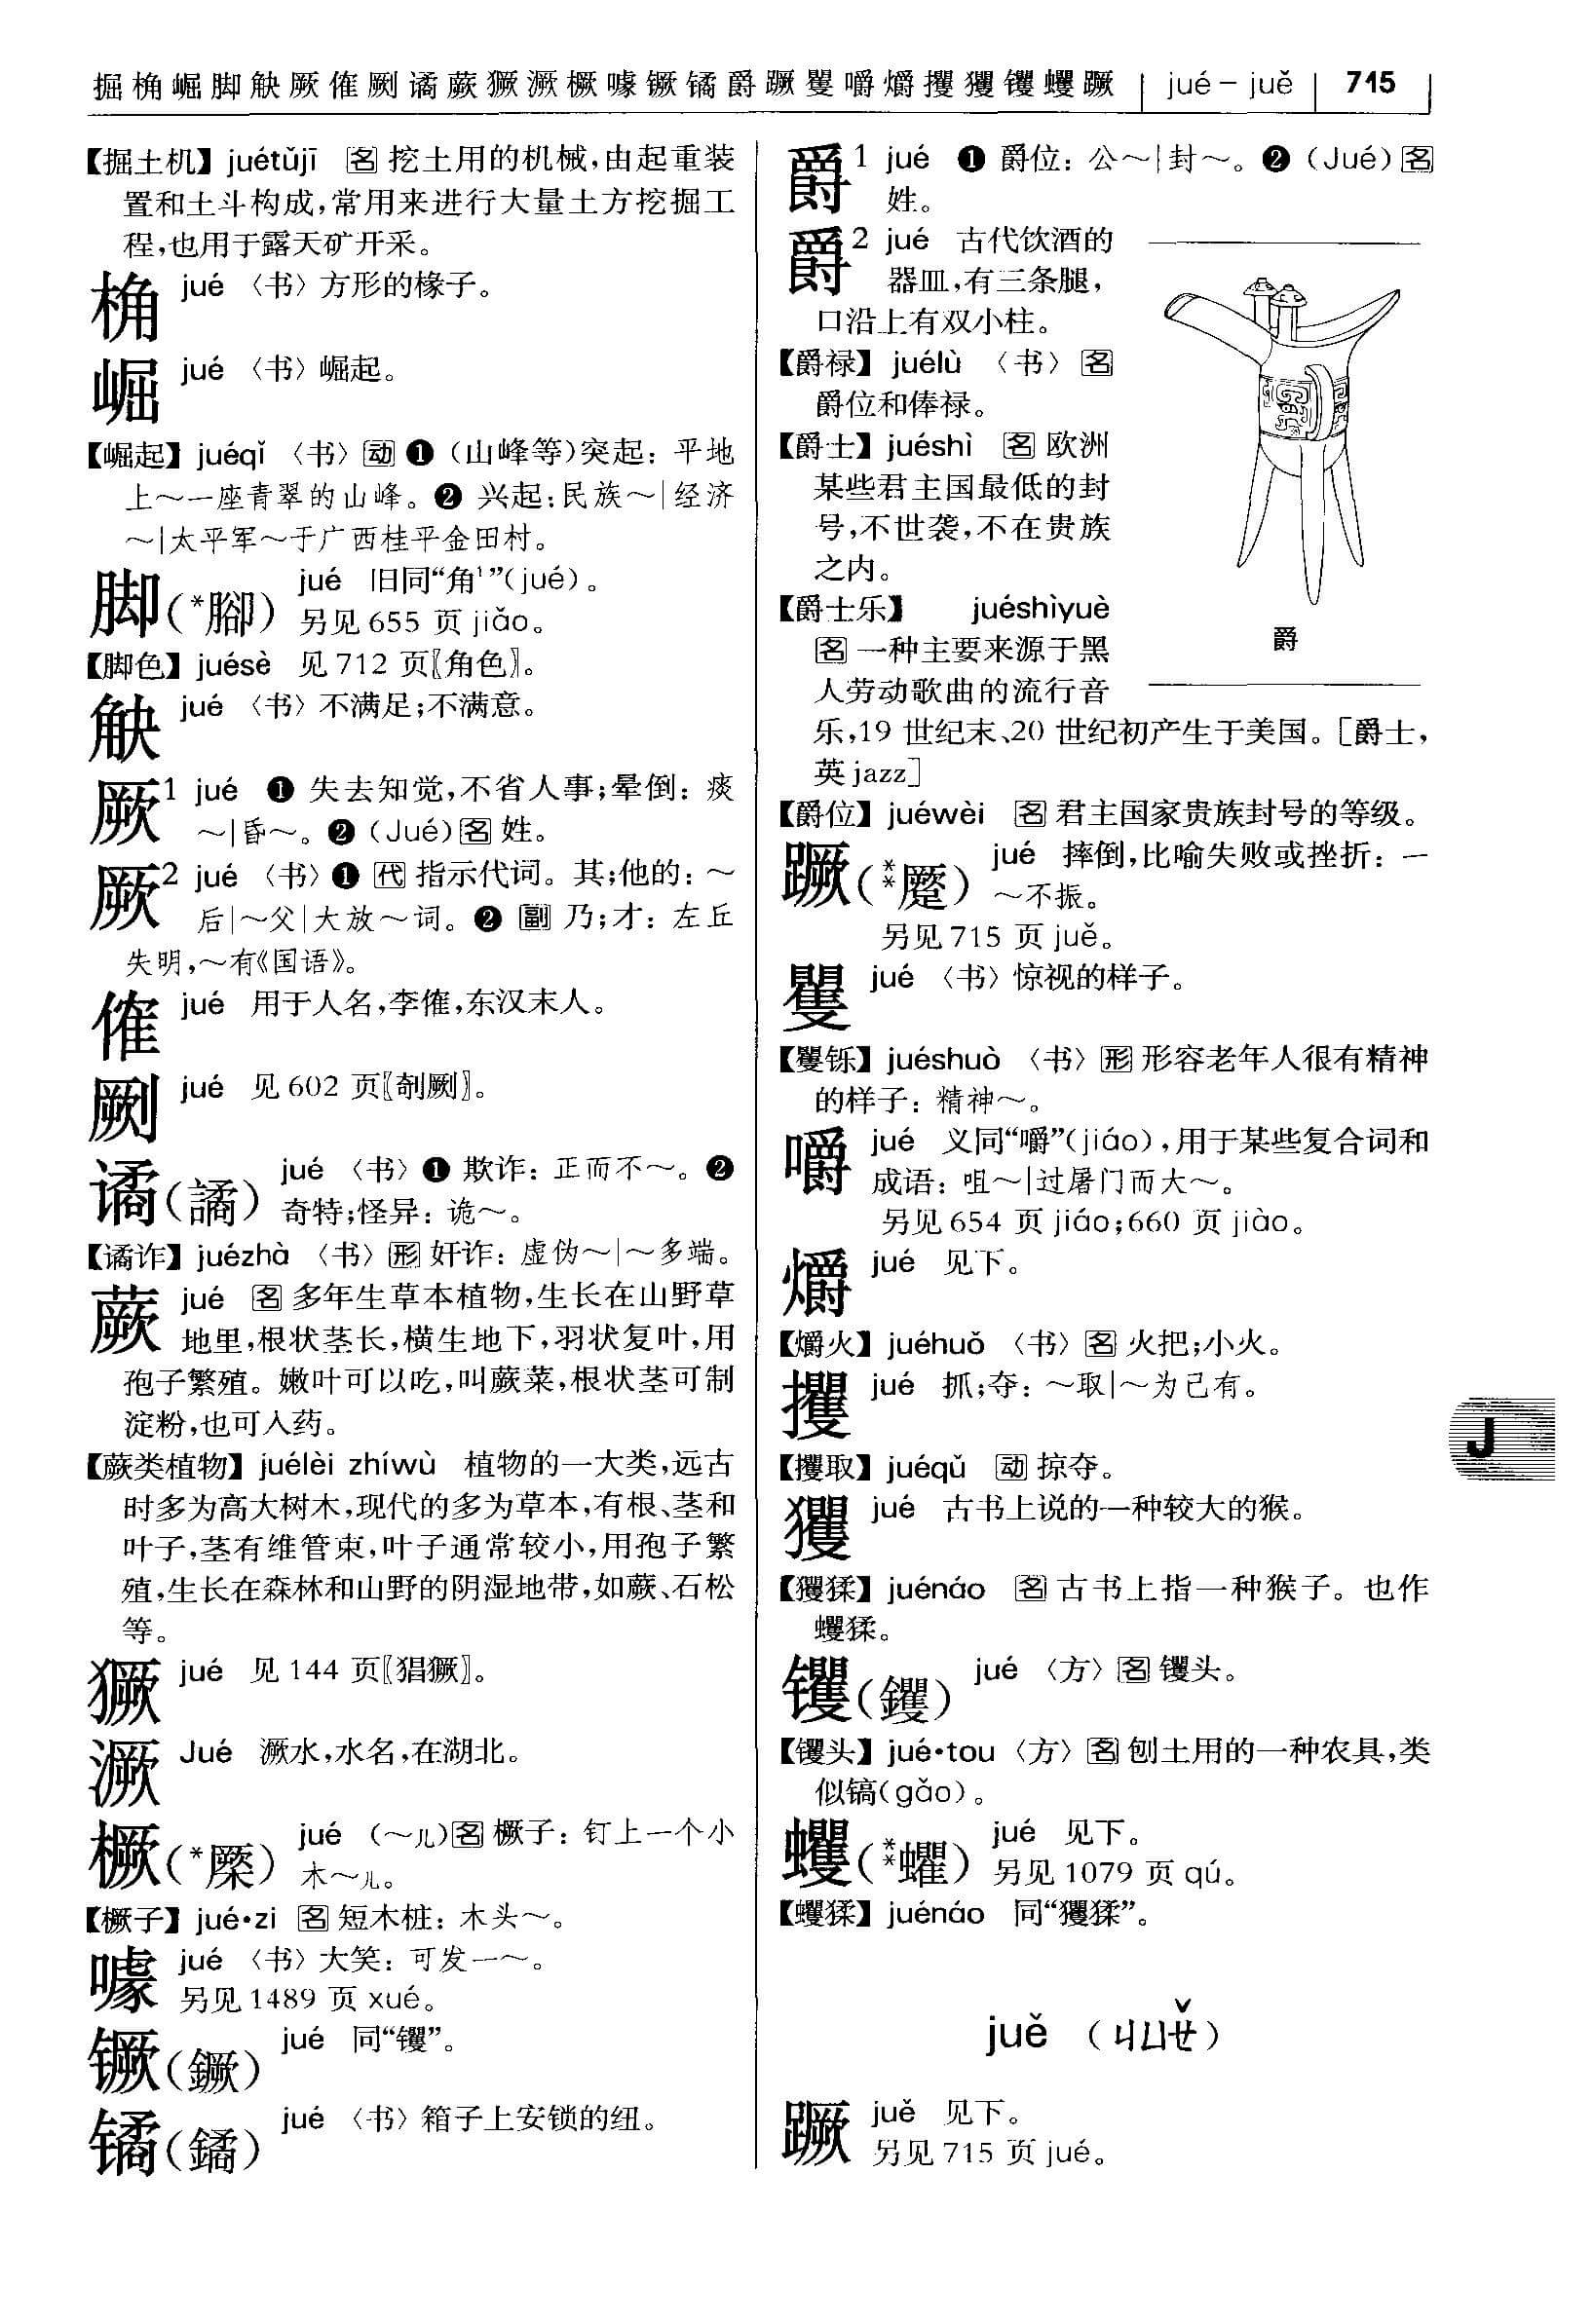 掘桷崛脚觖厥傕劂谲蕨獗㵐橛噱镢𫔎爵蹶矍嚼爝攫玃䦆蠼蹶 jué－juě 715
【掘土机】 juétǔjī 名 挖土用的机械，由起重装
置和土斗构成，常用来进行大量土方挖掘工
程，也用于露天矿开采。
桷 jué 〈书〉方形的椽子。
崛 jué 〈书〉崛起。
【崛起】 juéqǐ 〈书〉动 ❶（山峰等）突起：平地
上～一座青翠的山峰。❷ 兴起：民族～|经济
～|太平军～于广西桂平金田村。
脚（*腳） jué 旧同“角¹”（jué）。
另见 655 页 jiǎo。
【脚色】 juésè 见 712 页〖角色〗。
觖 jué 〈书〉不满足；不满意。
厥1 jué ❶ 失去知觉，不省人事；晕倒：痰
～|昏～。❷（Jué）名 姓。
厥2 jué 〈书〉❶ 代 指示代词。其；他的：～
后|～父|大放～词。❷ 副 乃；才：左丘
失明，～有《国语》。
傕 jué 用于人名，李傕，东汉末人。
劂 jué 见 602 页〖剞劂〗。
谲（譎） jué 〈书〉❶ 欺诈：正而不～。❷
奇特；怪异：诡～。
【谲诈】 juézhà 〈书〉形 奸诈：虚伪～|～多端。
蕨 jué 名 多年生草本植物，生长在山野草
地里，根状茎长，横生地下，羽状复叶，用
孢子繁殖。嫩叶可以吃，叫蕨菜，根状茎可制
淀粉，也可入药。
【蕨类植物】 juélèi zhíwù 植物的一大类，远古
时多为高大树木，现代的多为草本，有根、茎和
叶子，茎有维管束，叶子通常较小，用孢子繁
殖，生长在森林和山野的阴湿地带，如蕨、石松
等。
獗 jué 见 144 页〖猖獗〗。
㵐 Jué 㵐水，水名，在湖北。
橛（*橜） jué （～儿）名 橛子：钉上一个小
木～儿。
【橛子】 jué•zi 名 短木桩：木头～。
噱 jué 〈书〉大笑：可发一～。
另见 1489 页 xué。
镢（鐝） jué 同“䦆”。
𫔎（鐍） jué 〈书〉箱子上安锁的纽。
爵1 jué ❶ 爵位：公～|封～。❷（Jué）名
姓。
爵2 jué 古代饮酒的
器皿，有三条腿，
口沿上有双小柱。
【爵禄】 juélù 〈书〉名
爵位和俸禄。
【爵士】 juéshì 名 欧洲
某些君主国最低的封
号，不世袭，不在贵族
之内。
【爵士乐】 juéshìyuè
名 一种主要来源于黑
人劳动歌曲的流行音
乐，19 世纪末、20 世纪初产生于美国。[爵士，
英 jazz]
爵
【爵位】 juéwèi 名 君主国家贵族封号的等级。
蹶（**蹷） jué 摔倒，比喻失败或挫折：一
～不振。
另见 715 页 juě。
矍 jué 〈书〉惊视的样子。
【矍铄】 juéshuò 〈书〉形 形容老年人很有精神
的样子：精神～。
嚼 jué 义同“嚼”（jiáo），用于某些复合词和
成语：咀～|过屠门而大～。
另见 654 页 jiáo；660 页 jiào。
爝 jué 见下。
【爝火】 juéhuǒ 〈书〉名 火把；小火。
攫 jué 抓；夺：～取|～为己有。
【攫取】 juéqǔ 动 掠夺。
玃 jué 古书上说的一种较大的猴。
【玃猱】 juénáo 名 古书上指一种猴子。也作
蠼猱。
䦆（钁） jué 〈方〉名 䦆头。
【䦆头】 jué•tou 〈方〉名 刨土用的一种农具，类
似镐（gǎo）。
蠼（**蠷） jué 见下。
另见 1079 页 qú。
【蠼猱】 juénáo 同“玃猱”。
juě （ㄐㄩㄝˇ）
蹶 juě 见下。
另见 715 页 jué。
J